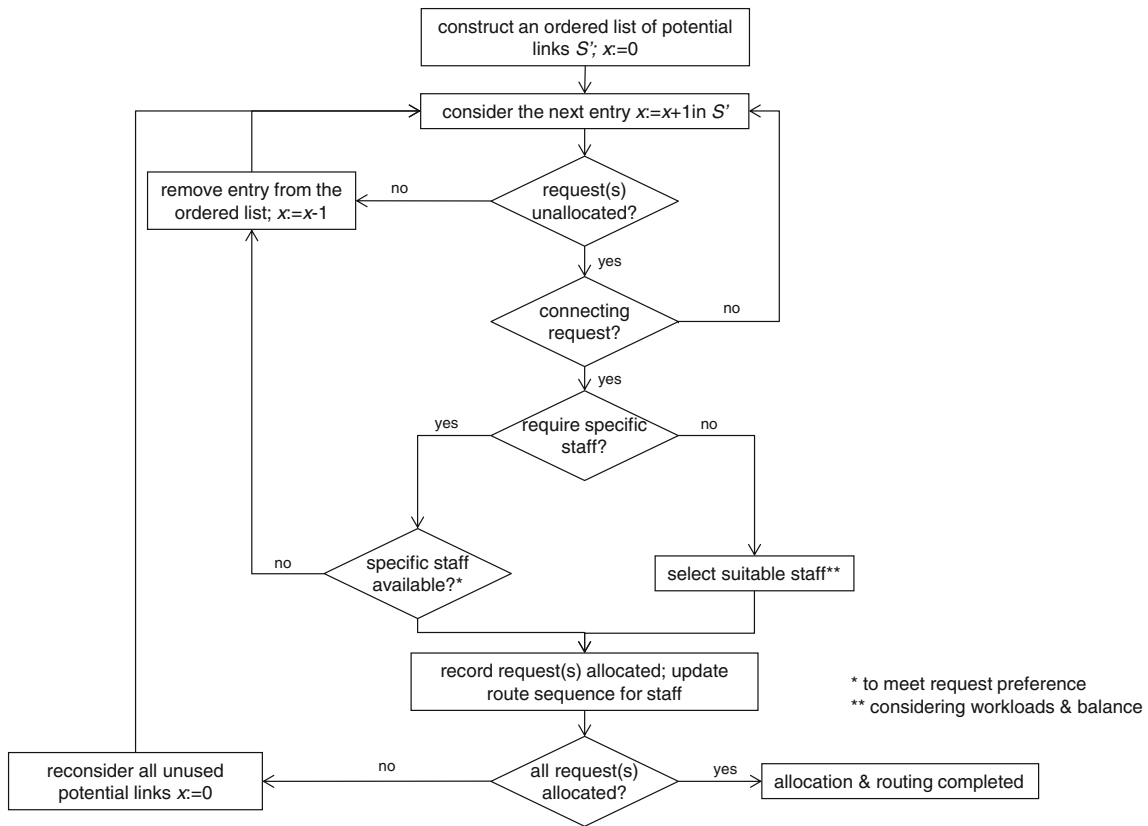 construct an ordered list of potential
links S’; x:=0
consider the next entry x:=x+1in S’
remove entry from the
ordered list; x:=x-1
no
request(s)
unallocated?
yes
connecting
request?
no
yes
yes
require specific
staff?
no
no
specific staff
available?*
select suitable staff**
record request(s) allocated; update
route sequence for staff
* to meet request preference
** considering workloads & balance
reconsider all unused
potential links x:=0
no
all request(s)
allocated?
yes
allocation & routing completed